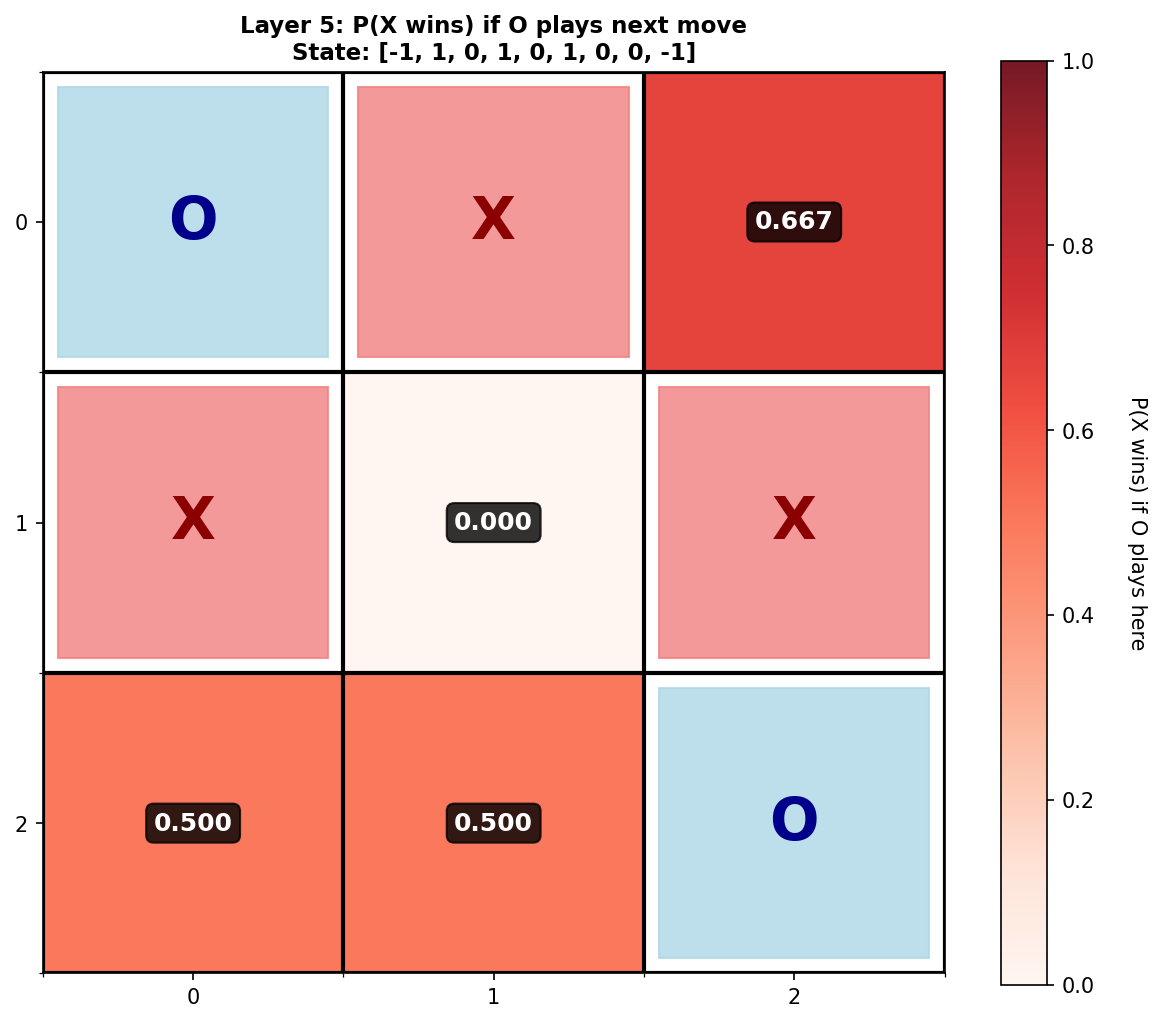 Layer 5: P(X wins) if O plays next move
State: [-1, 1, 0, 1, 0, 1, 0, 0, -1]
0
O
X
0.667
1
X
0.000
X
2
0.500
0.500
O
0
1
2
1.0
0.8
0.6
0.4
0.2
0.0
P(X wins) if O plays here